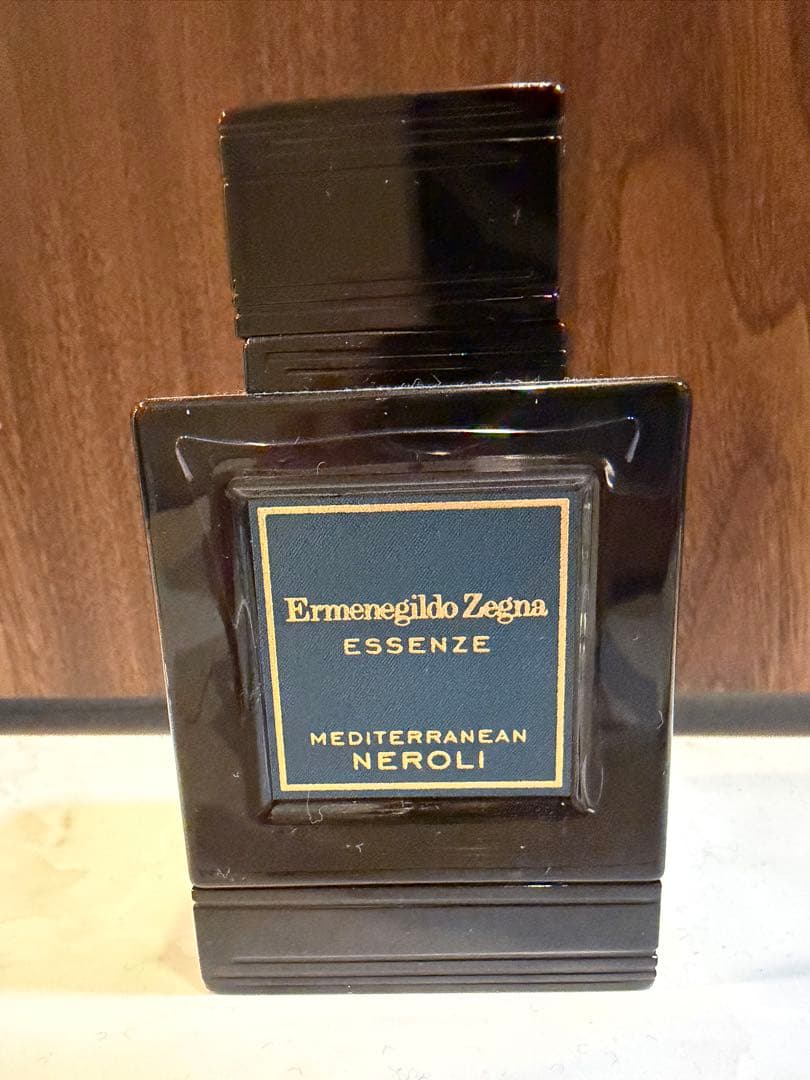 Ermenegildo Zegna
ESSENZE
MEDITERRANEAN
NEROLI